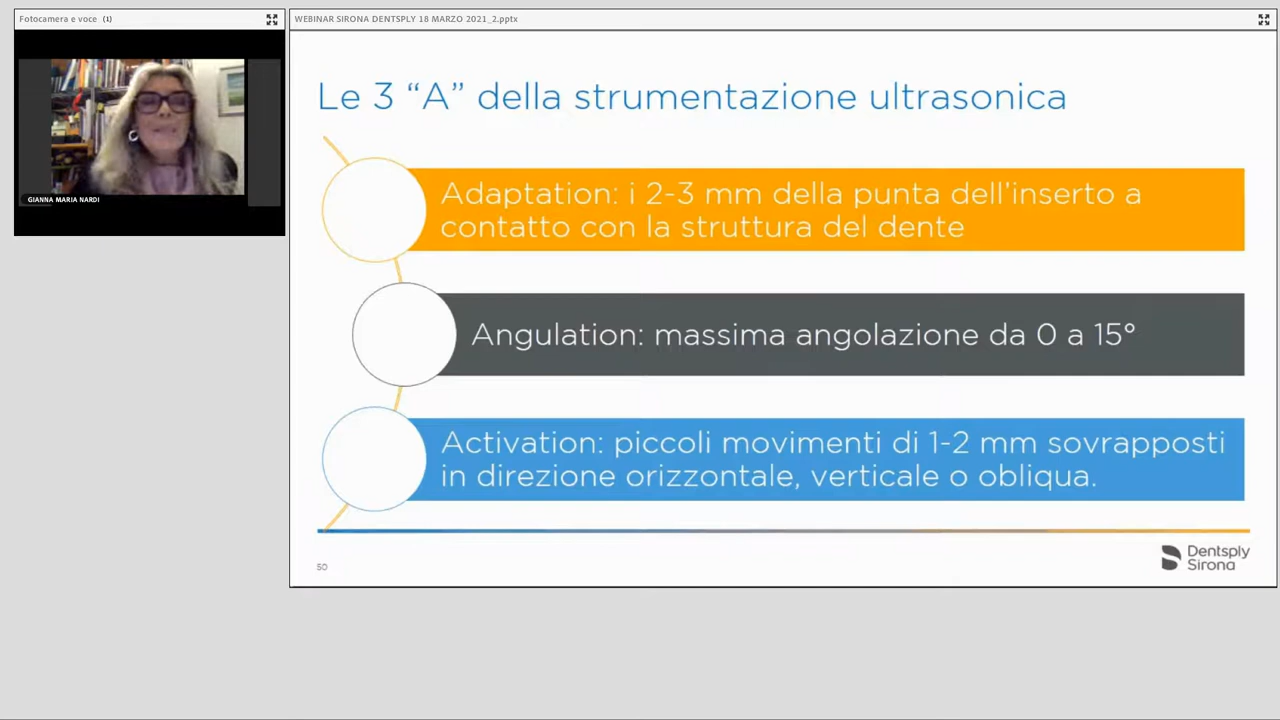 Fotocamera e voce (1)
GIANNA MARIA NARDI
WEBINAR SIRONA DENTSPLY 18 MARZO 2021_2.pptx
Le 3 “A” della strumentazione ultrasonica
Adaptation: i 2-3 mm della punta dell’inserto a
contatto con la struttura del dente
Angulation: massima angolazione da 0 a 15°
Activation: piccoli movimenti di 1-2 mm sovrapposti
in direzione orizzontale, verticale o obliqua.
50
Dentsply
Sirona